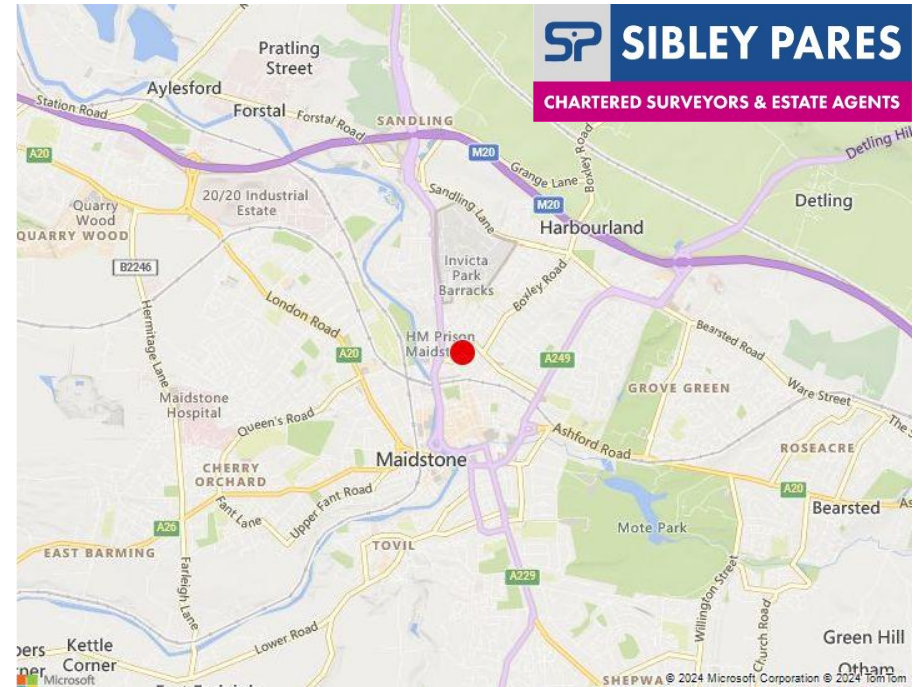 SP SIBLEY PARES
CHARTERED SURVEYORS & ESTATE AGENTS
Pratling
Street
Aylesford
Forstal
Station Road
Forstal Road
SANDLING
A20
M20
Grange Lane
Boxley Road
Detling Hil
Quarry
Wood
QUARRY WOOD
20/20 Industrial
Estate
Sandling Lane
M20
Detling
Harbourland
B2246
Invicta
Park
Barracks
Boxley Road
Hermitage Lane
London Road
HM Prison
A20
A249
Bearsted Road
Maidstone
Hospital
GROVE GREEN
Ware Street
Queen's Road
The S
Ashford Road
ROSEACRE
Maidstone
CHERRY
ORCHARD
A20
Fant Lane
Upper Fant Road
Bearsted
As
A26
Mote Park
EAST BARMING
TOVIL
Farleigh Lane
A229
Willington Street
Church Road
Lower Road
Green Hill
Kettle
Corner
Otham
SHEPWA
Microsoft
© 2024 Microsoft Corporation © 2024 TomTom